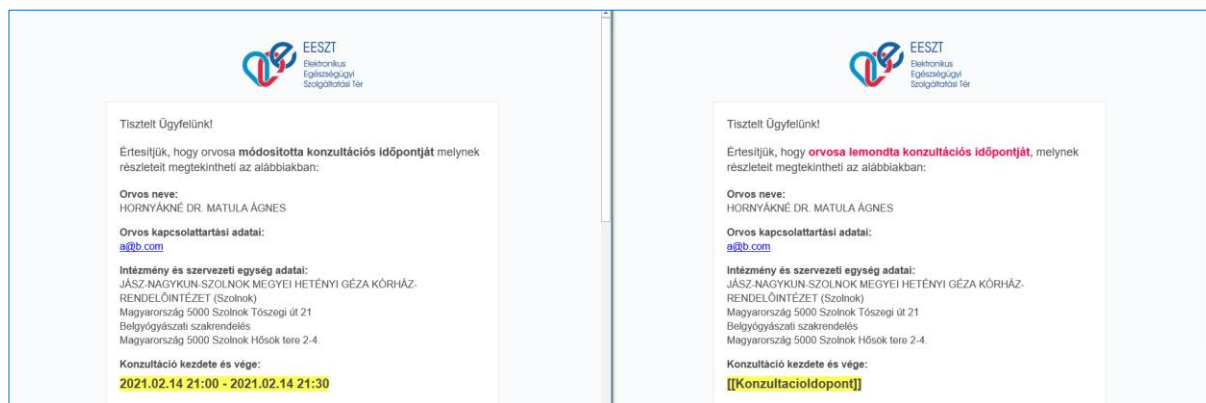 EESZT
Elektronikus
Egészségügyi
Szolgáltatási Tér
Tisztelt Ügyfelünk!
Értesítjük, hogy orvosa módosította konzultációs időpontját melynek
részleteit megtekintheti az alábbiakban:
Orvos neve:
HORNYÁKNÉ DR. MATULA ÁGNES
Orvos kapcsolattartási adatai:
a@b.com
Intézmény és szervezeti egység adatai:
JÁSZ-NAGYKUN-SZOLNOK MEGYEI HETÉNYI GÉZA KÓRHÁZ-
RENDELŐINTÉZET (Szolnok)
Magyarország 5000 Szolnok Tószegi út 21
Belgyógyászati szakrendelés
Magyarország 5000 Szolnok Hősök tere 2-4.
Konzultáció kezdete és vége:
2021.02.14 21:00 - 2021.02.14 21:30
EESZT
Elektronikus
Egészségügyi
Szolgáltatási Tér
Tisztelt Ügyfelünk!
Értesítjük, hogy orvosa lemondta konzultációs időpontját, melynek
részleteit megtekintheti az alábbiakban:
Orvos neve:
HORNYÁKNÉ DR. MATULA ÁGNES
Orvos kapcsolattartási adatai:
a@b.com
Intézmény és szervezeti egység adatai:
JÁSZ-NAGYKUN-SZOLNOK MEGYEI HETÉNYI GÉZA KÓRHÁZ-
RENDELŐINTÉZET (Szolnok)
Magyarország 5000 Szolnok Tószegi út 21
Belgyógyászati szakrendelés
Magyarország 5000 Szolnok Hősök tere 2-4.
Konzultáció kezdete és vége:
[[KonzultacioIdopont]]